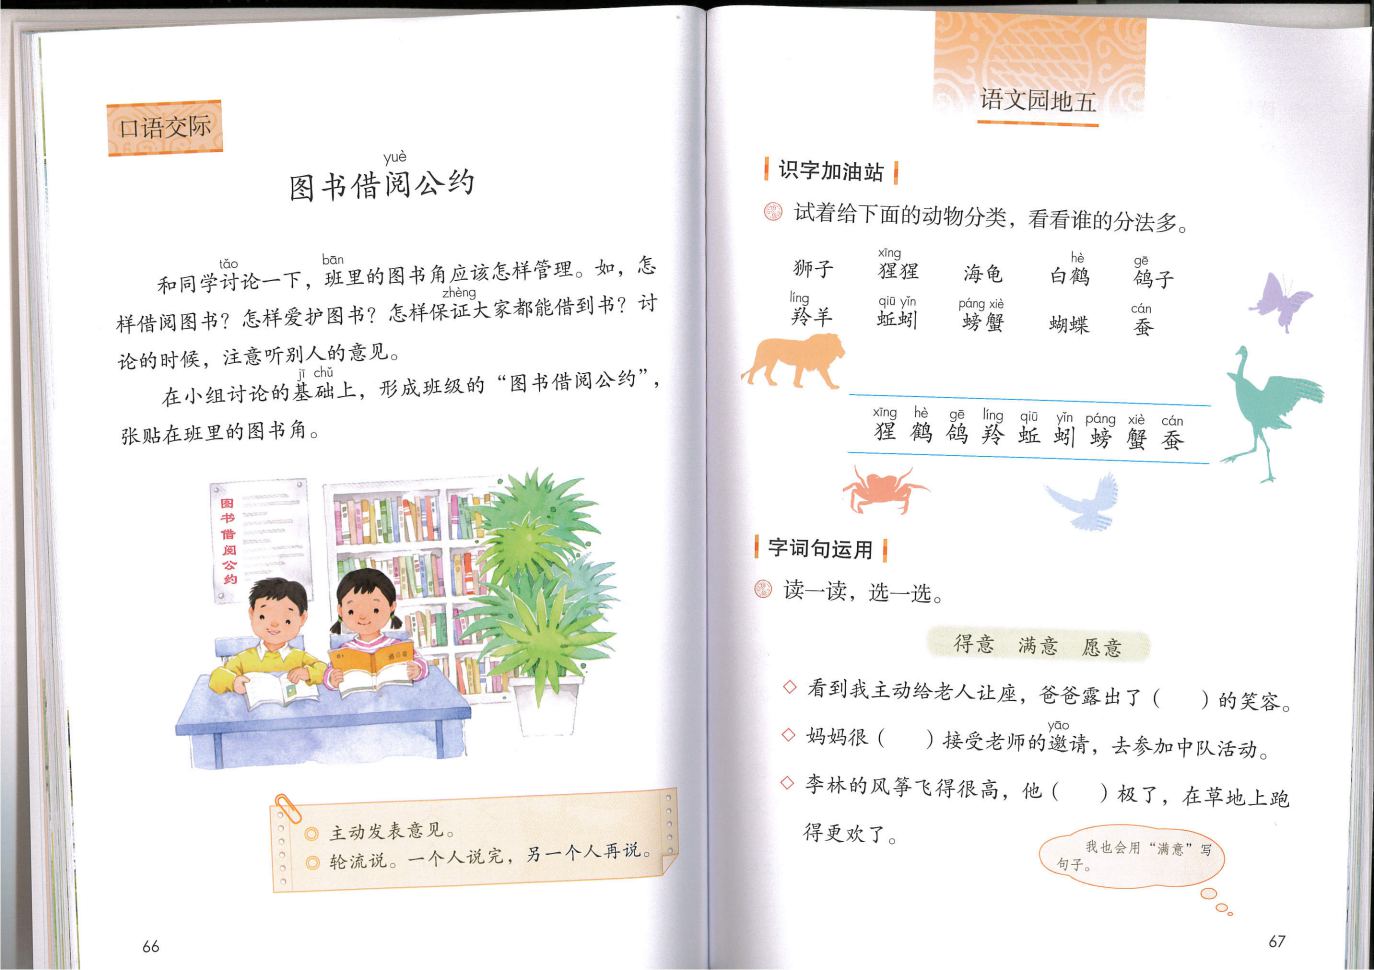 口语交际
yuè
图书借阅公约
tǎo bān
和同学讨论一下，班里的图书角应该怎样管理。如，怎
zhèng
样借阅图书？怎样爱护图书？怎样保证大家都能借到书？讨
论的时候，注意听别人的意见。
jī chǔ
在小组讨论的基础上，形成班级的“图书借阅公约”，
张贴在班里的图书角。
图书借阅公约
主动发表意见。
轮流说。一个人说完，另一个人再说。
66
语文园地五
识字加油站
试着给下面的动物分类，看看谁的分法多。
xīng hè gē
狮子 猩猩 海龟 白鹤 鸽子
líng qiū yǐn páng xiè cán
羚羊 蚯蚓 螃蟹 蝴蝶 蚕
xīng hè gē líng qiū yǐn páng xiè cán
猩 鹤 鸽 羚 蚯 蚓 螃 蟹 蚕
字词句运用
读一读，选一选。
得意 满意 愿意
看到我主动给老人让座，爸爸露出了（ ）的笑容。
yāo
妈妈很（ ）接受老师的邀请，去参加中队活动。
李林的风筝飞得很高，他（ ）极了，在草地上跑
得更欢了。
我也会用“满意”写
句子。
67